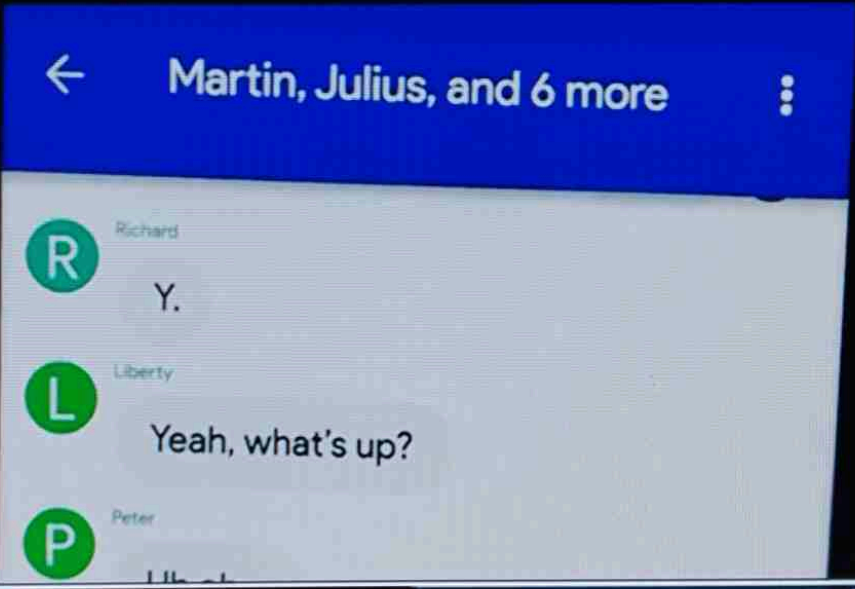 Martin, Julius, and 6 more
R
Richard
Y.
L
Liberty
Yeah, what's up?
P
Peter